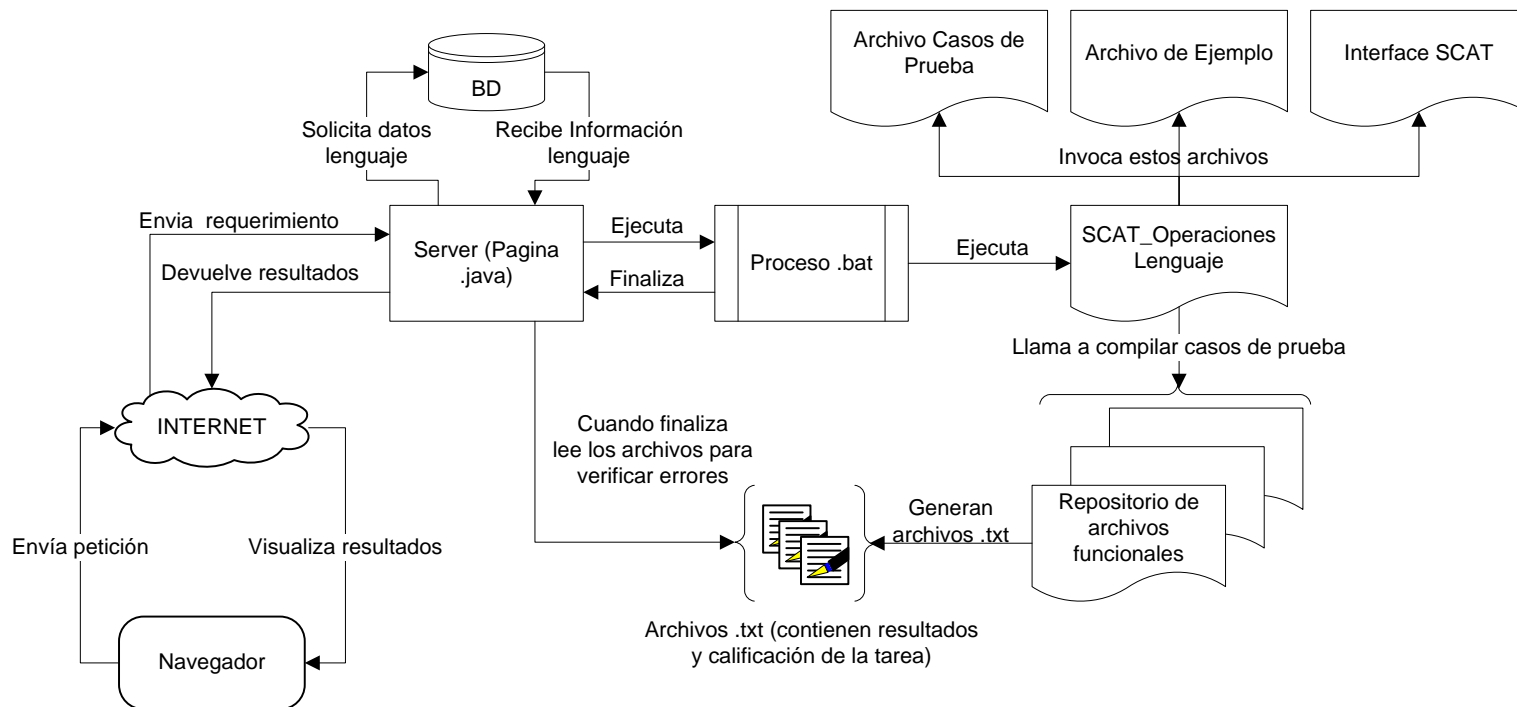 Archivo Casos de
Prueba
Archivo de Ejemplo
Interface SCAT
BD
Solicita datos
lenguaje
Recibe Información
lenguaje
Invoca estos archivos
Envia requerimiento
Server (Pagina
.java)
Ejecuta
Proceso .bat
Ejecuta
SCAT_Operaciones
Lenguaje
Devuelve resultados
Finaliza
Llama a compilar casos de prueba
INTERNET
Cuando finaliza
lee los archivos para
verificar errores
Generan
archivos .txt
Repositorio de
archivos
funcionales
Envía petición
Visualiza resultados
Archivos .txt (contienen resultados
y calificación de la tarea)
Navegador